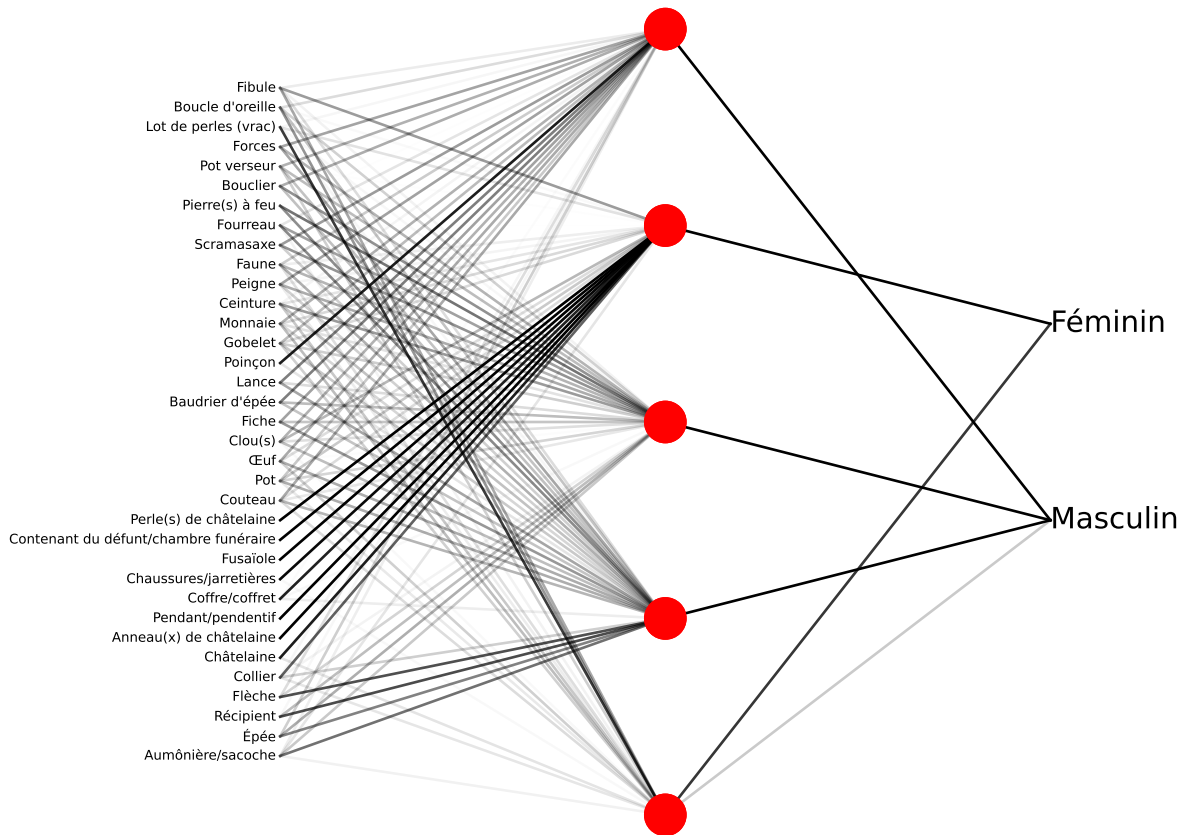 Fibule
Boucle d'oreille
Lot de perles (vrac)
Forces
Pot verseur
Bouclier
Pierre(s) à feu
Fourreau
Scramasaxe
Faune
Peigne
Ceinture
Monnaie
Gobelet
Poinçon
Lance
Baudrier d'épée
Fiche
Clou(s)
Œuf
Pot
Couteau
Perle(s) de châtelaine
Contenant du défunt/chambre funéraire
Fusaïole
Chaussures/jarretières
Coffre/coffret
Pendant/pendentif
Anneau(x) de châtelaine
Châtelaine
Collier
Flèche
Récipient
Épée
Aumônière/sacoche
Féminin
Masculin